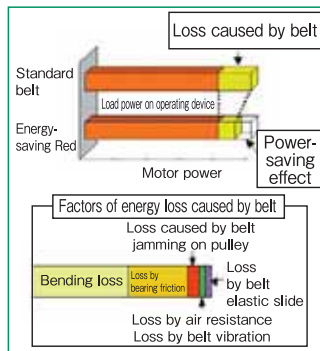 Loss caused by belt
Standard
belt
Load power on operating device
Energy-
saving Red
Motor power
Power-
saving
effect
Factors of energy loss caused by belt
Loss caused by belt
jamming on pulley
Bending loss
Loss by
bearing friction
Loss
by belt
elastic slide
Loss by air resistance
Loss by belt vibration